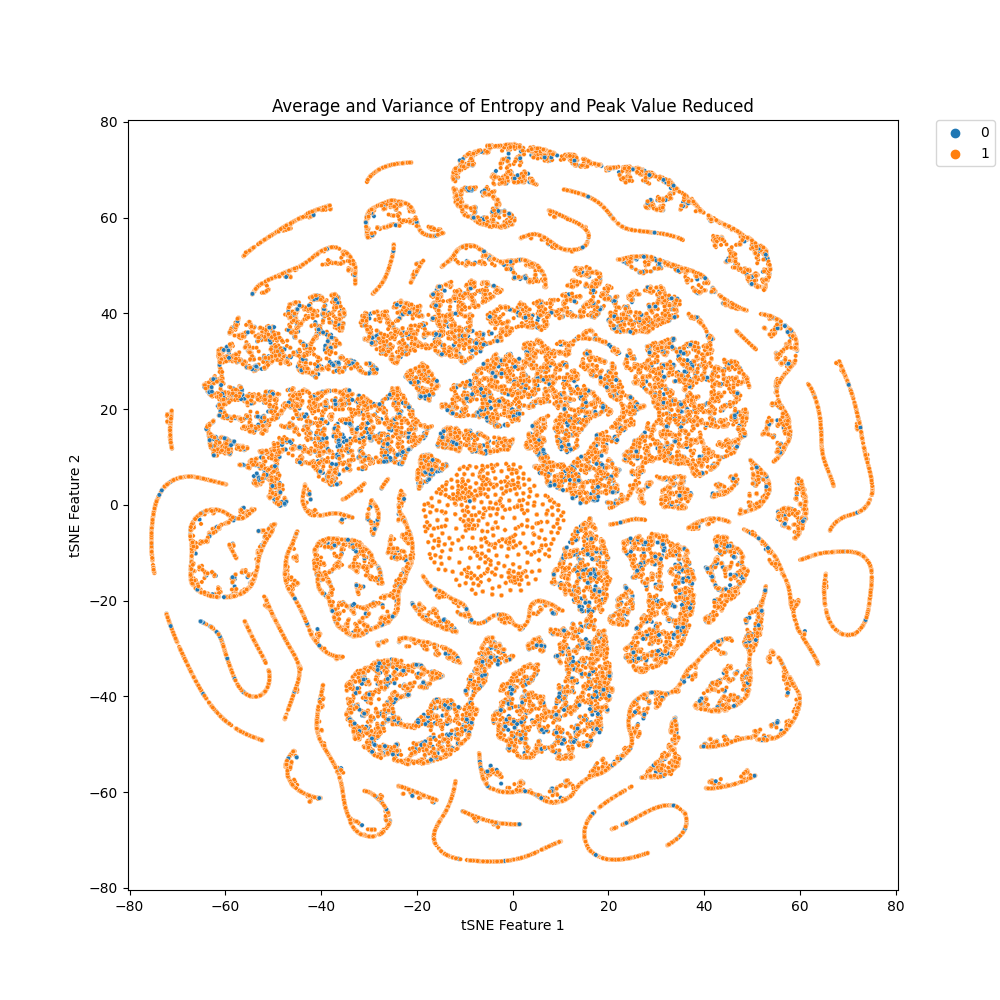 Average and Variance of Entropy and Peak Value Reduced
0
1
80
60
40
20
0
−20
−40
−60
−80
tSNE Feature 2
−80 −60 −40 −20 0 20 40 60 80
tSNE Feature 1